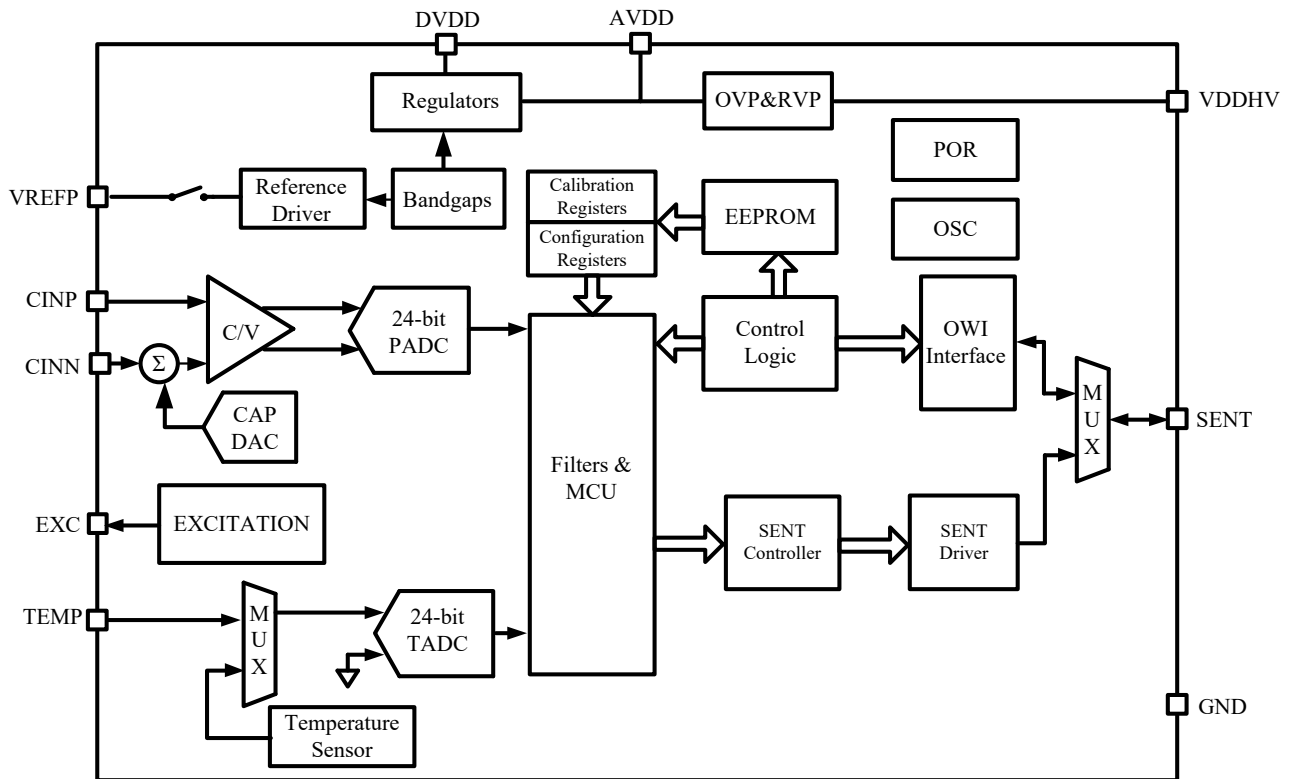 DVDD
AVDD
Regulators
OVP&RVP
VDDHV
POR
VREFP
Reference
Driver
Bandgaps
Calibration
Registers
Configuration
Registers
EEPROM
OSC
CINP
CINN
C/V
Σ
24-bit
PADC
CAP
DAC
Control
Logic
OWI
Interface
M
U
X
SENT
Filters &
MCU
EXC
EXCITATION
SENT
Controller
SENT
Driver
TEMP
M
U
X
24-bit
TADC
Temperature
Sensor
GND